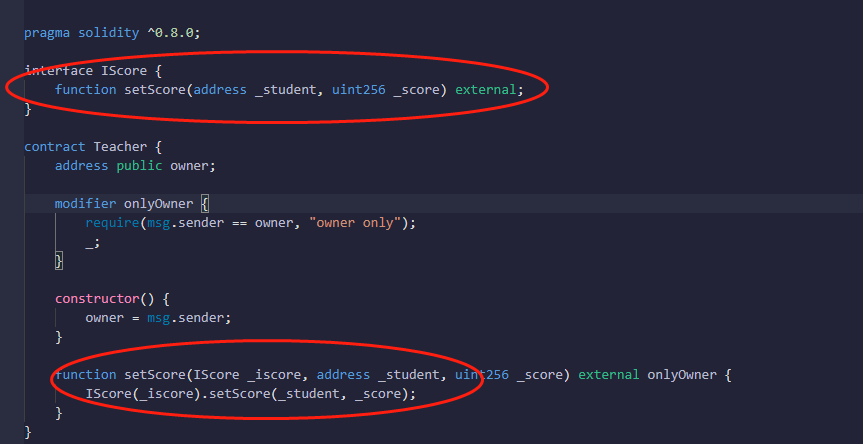 pragma solidity ^0.8.0;
interface IScore {
function setScore(address _student, uint256 _score) external;
}
contract Teacher {
address public owner;
modifier onlyOwner {
require(msg.sender == owner, "owner only");
_;
}
constructor() {
owner = msg.sender;
}
function setScore(IScore _iscore, address _student, uint256 _score) external onlyOwner {
IScore(_iscore).setScore(_student, _score);
}
}